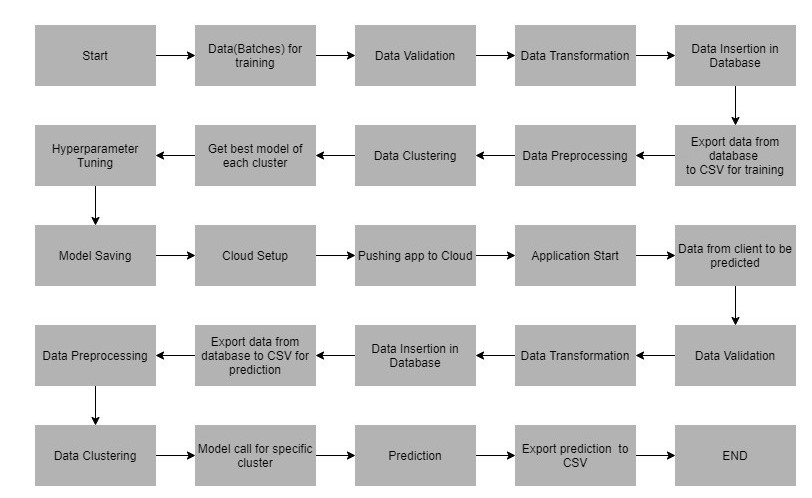 Start
Data(Batches) for
training
Data Validation
Data Transformation
Data Insertion in
Database
Export data from
database
to CSV for training
Data Preprocessing
Data Clustering
Get best model of
each cluster
Hyperparameter
Tuning
Model Saving
Cloud Setup
Pushing app to Cloud
Application Start
Data from client to be
predicted
Data Validation
Data Transformation
Data Insertion in
Database
Export data from
database to CSV for
prediction
Data Preprocessing
Data Clustering
Model call for specific
cluster
Prediction
Export prediction to
CSV
END